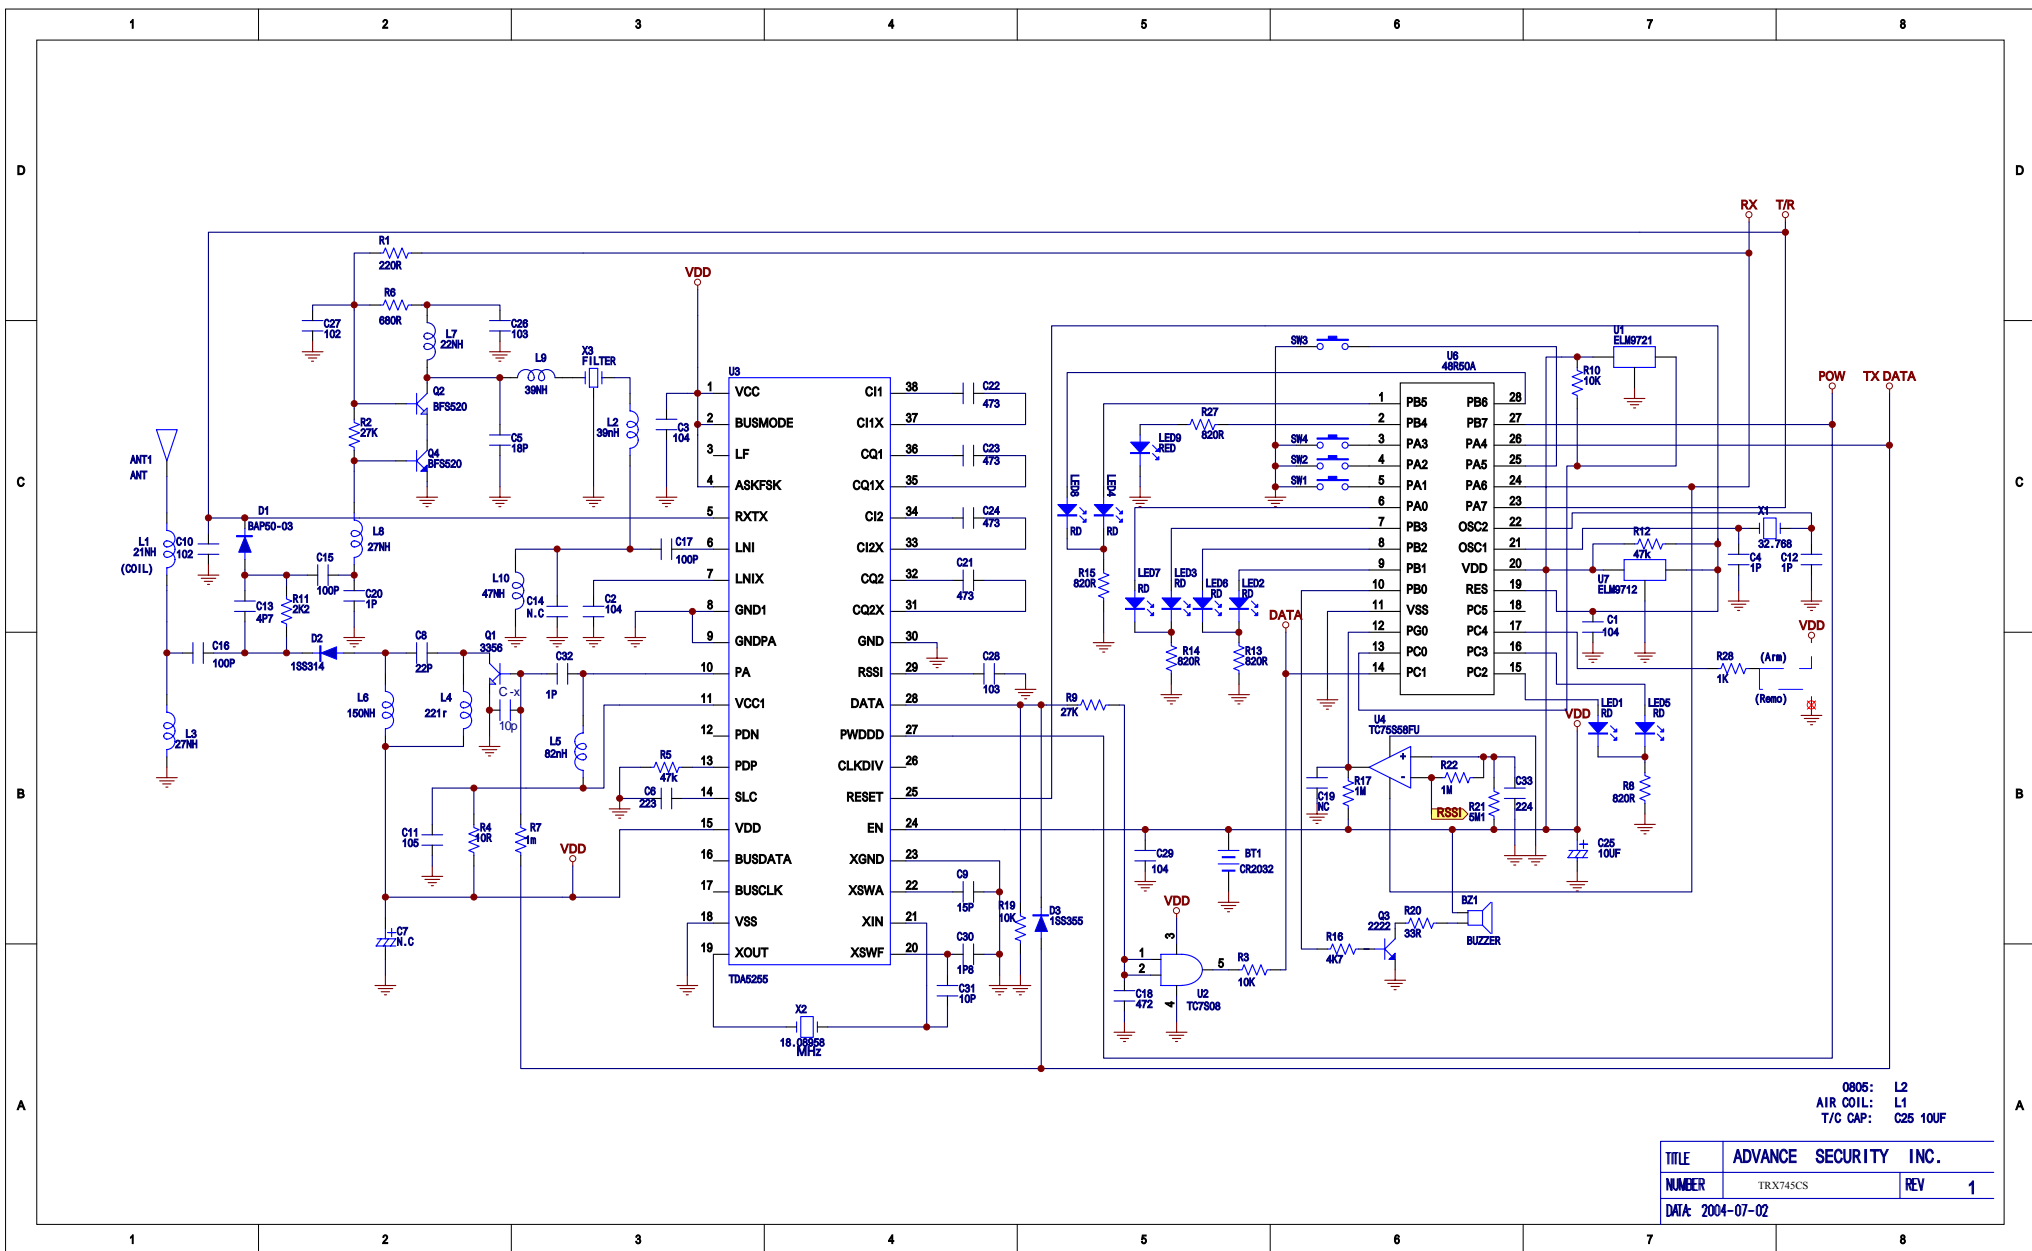 1 2 3 4 5 6 7 8
D D
C C
B B
A A
1 2 3 4 5 6 7 8
RX T/R
POW TX DATA
R1
220R
R6
680R
C27
102
L7
22NH
C26
103
L9
39NH
X3
FILTER
Q2
BFS520
R2
27K
Q4
BFS520
C5
18P
L2
39nH
ANT1
ANT
L1
21NH
(COIL)
C10
102
D1
BAP50-03
L8
27NH
C15
100P
C20
1P
C13
4P7
R11
2K2
C16
100P
D2
1SS314
C8
22P
Q1
3356
C32
1P
C-x
10p
L6
150NH
L4
221r
L3
27NH
L5
82nH
L10
47NH
C14
N.C
C2
104
C17
100P
C3
104
VDD
R5
47k
C6
223
C11
105
R4
10R
R7
1m
VDD
C7
N.C
U3
1 VCC
2 BUSMODE
3 LF
4 ASKFSK
5 RXTX
6 LNI
7 LNIX
8 GND1
9 GNDPA
10 PA
11 VCC1
12 PDN
13 PDP
14 SLC
15 VDD
16 BUSDATA
17 BUSCLK
18 VSS
19 XOUT
CI1 38
CI1X 37
CQ1 36
CQ1X 35
CI2 34
CI2X 33
CQ2 32
CQ2X 31
GND 30
RSSI 29
DATA 28
PWDDD 27
CLKDIV 26
RESET 25
EN 24
XGND 23
XSWA 22
XIN 21
XSWF 20
TDA5255
X2
18.08958
MHz
C22
473
C23
473
C24
473
C21
473
C28
103
C9
15P
C30
1P8
C31
10P
R19
10K
D3
1SS355
R9
27K
C29
104
BT1
CR2032
VDD
1
2
3
4
5
U2
TC7S08
C18
472
R3
10K
DATA
R27
820R
LED9
RED
LED8
RD
LED4
RD
R15
820R
LED7
RD
LED3
RD
LED6
RD
LED2
RD
R14
820R
R13
820R
SW3
SW4
SW2
SW1
U6
48R50A
1 PB5
2 PB4
3 PA3
4 PA2
5 PA1
6 PA0
7 PB3
8 PB2
9 PB1
10 PB0
11 VSS
12 PG0
13 PC0
14 PC1
PB6 28
PB7 27
PA4 26
PA5 25
PA6 24
PA7 23
OSC2 22
OSC1 21
VDD 20
RES 19
PC5 18
PC4 17
PC3 16
PC2 15
U1
ELM9721
R10
10K
X1
32.768
R12
47k
C4
1P
C12
1P
U7
ELM9712
C1
104
VDD
R28
1K
(Arm)
(Remo)
LED1
RD
LED5
RD
R8
820R
VDD
U4
TC75S58FU
+
-
R17
1M
C19
NC
R22
1M
RSSI
R21
5M1
C33
224
C25
10UF
BZ1
BUZZER
Q3
2222
R20
33R
R16
4K7
0805: L2
AIR COIL: L1
T/C CAP: C25 10UF
TITLE ADVANCE SECURITY INC.
NUMBER TRX745CS REV 1
DATA: 2004-07-02